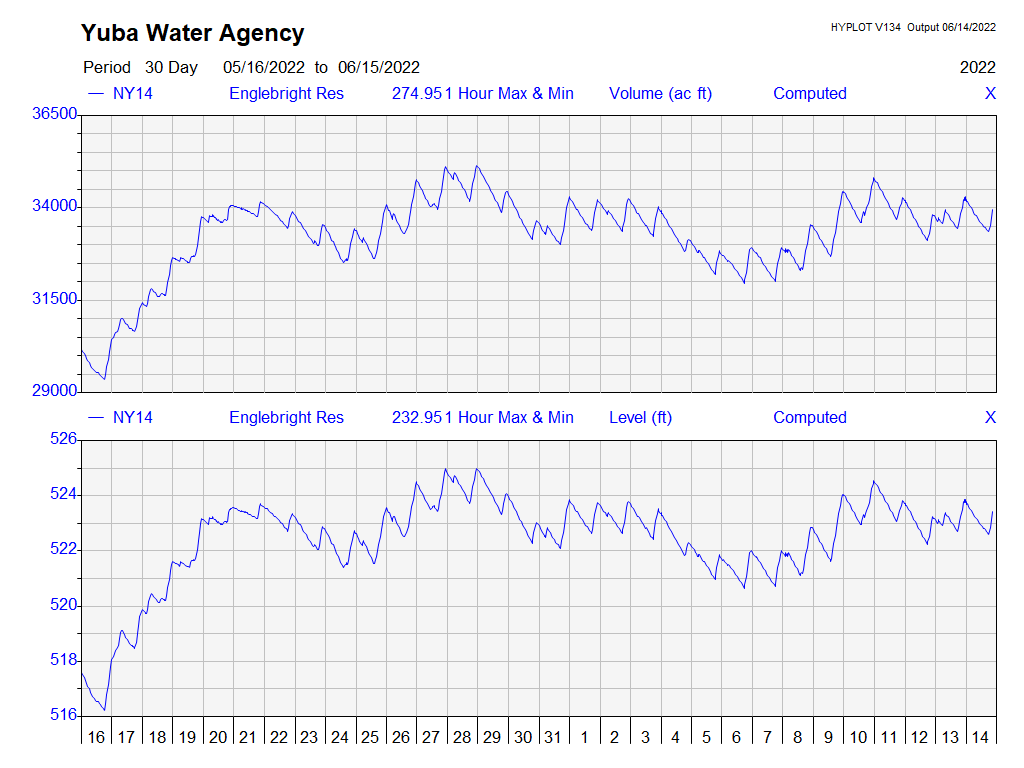 Yuba Water Agency
HYPLOT V134 Output 06/14/2022
Period 30 Day 05/16/2022 to 06/15/2022 2022
NY14 Englebright Res 274.951 Hour Max & Min Volume (ac ft) Computed X
36500
34000
31500
29000
NY14 Englebright Res 232.951 Hour Max & Min Level (ft) Computed X
526
524
522
520
518
516
16 17 18 19 20 21 22 23 24 25 26 27 28 29 30 31 1 2 3 4 5 6 7 8 9 10 11 12 13 14